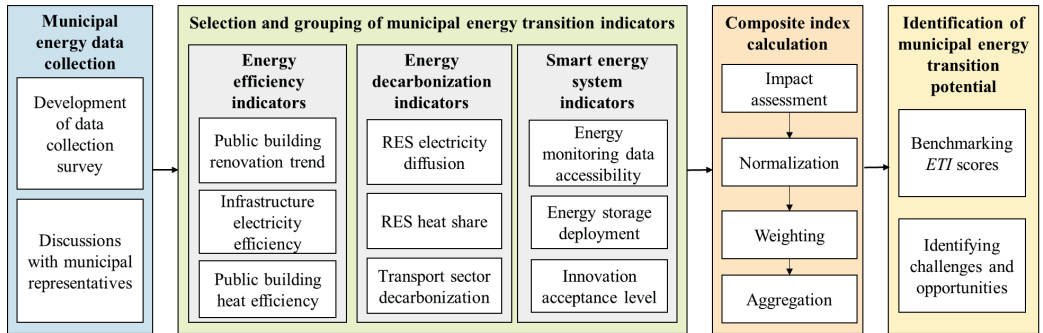 Municipal
energy data
collection
Development
of data
collection
survey
Discussions
with municipal
representatives
Selection and grouping of municipal energy transition indicators
Energy
efficiency
indicators
Public building
renovation trend
Infrastructure
electricity
efficiency
Public building
heat efficiency
Energy
decarbonization
indicators
RES electricity
diffusion
RES heat share
Transport sector
decarbonization
Smart energy
system
indicators
Energy
monitoring data
accessibility
Energy storage
deployment
Innovation
acceptance level
Composite index
calculation
Impact
assessment
Normalization
Weighting
Aggregation
Identification of
municipal energy
transition
potential
Benchmarking
ETI scores
Identifying
challenges and
opportunities